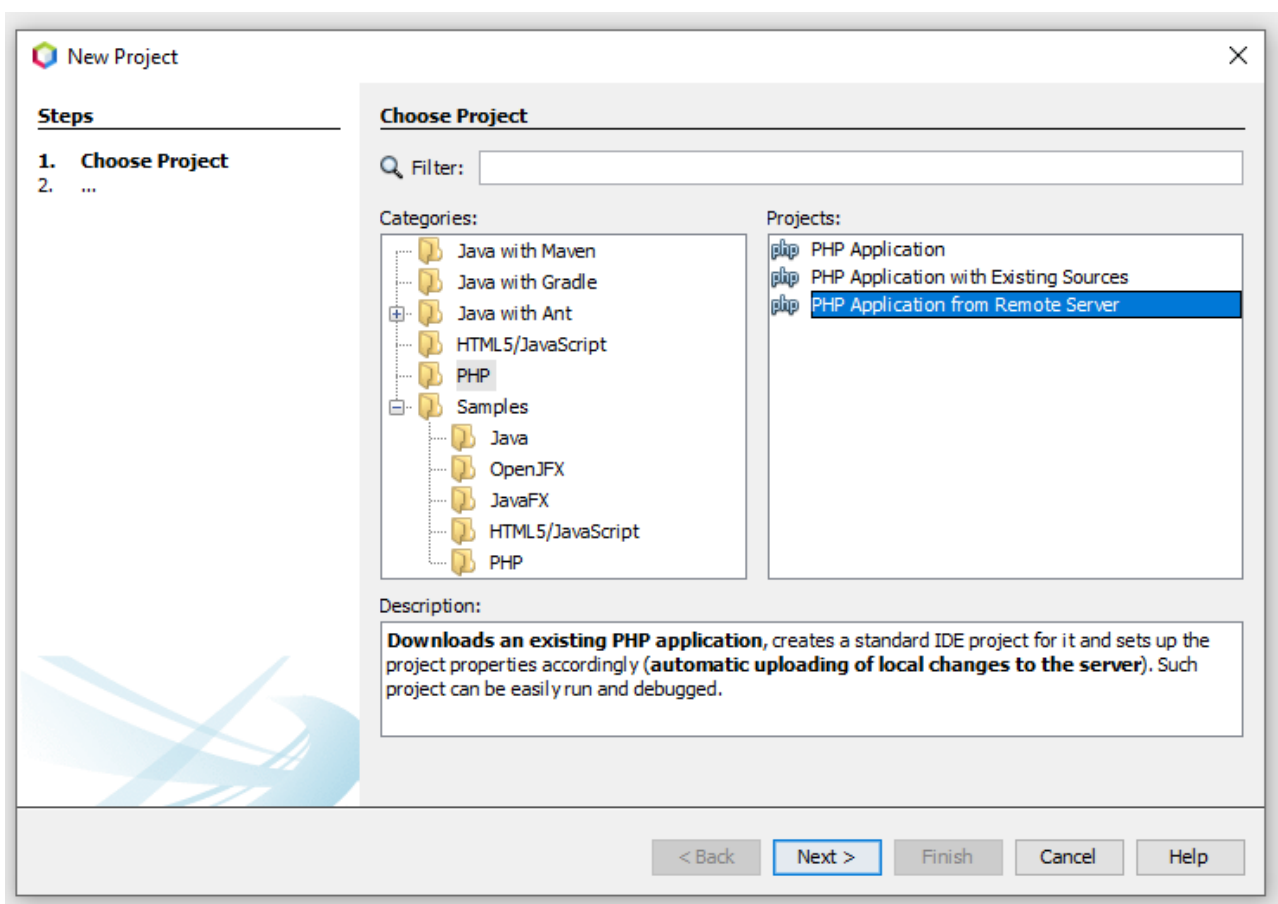 New Project
Steps
1. Choose Project
2. ...
Choose Project
Filter:
Categories:
Java with Maven
Java with Gradle
Java with Ant
HTML5/JavaScript
PHP
Samples
Java
OpenJFX
JavaFX
HTML5/JavaScript
PHP
Projects:
php PHP Application
php PHP Application with Existing Sources
php PHP Application from Remote Server
Description:
Downloads an existing PHP application, creates a standard IDE project for it and sets up the
project properties accordingly (automatic uploading of local changes to the server). Such
project can be easily run and debugged.
< Back
Next >
Finish
Cancel
Help